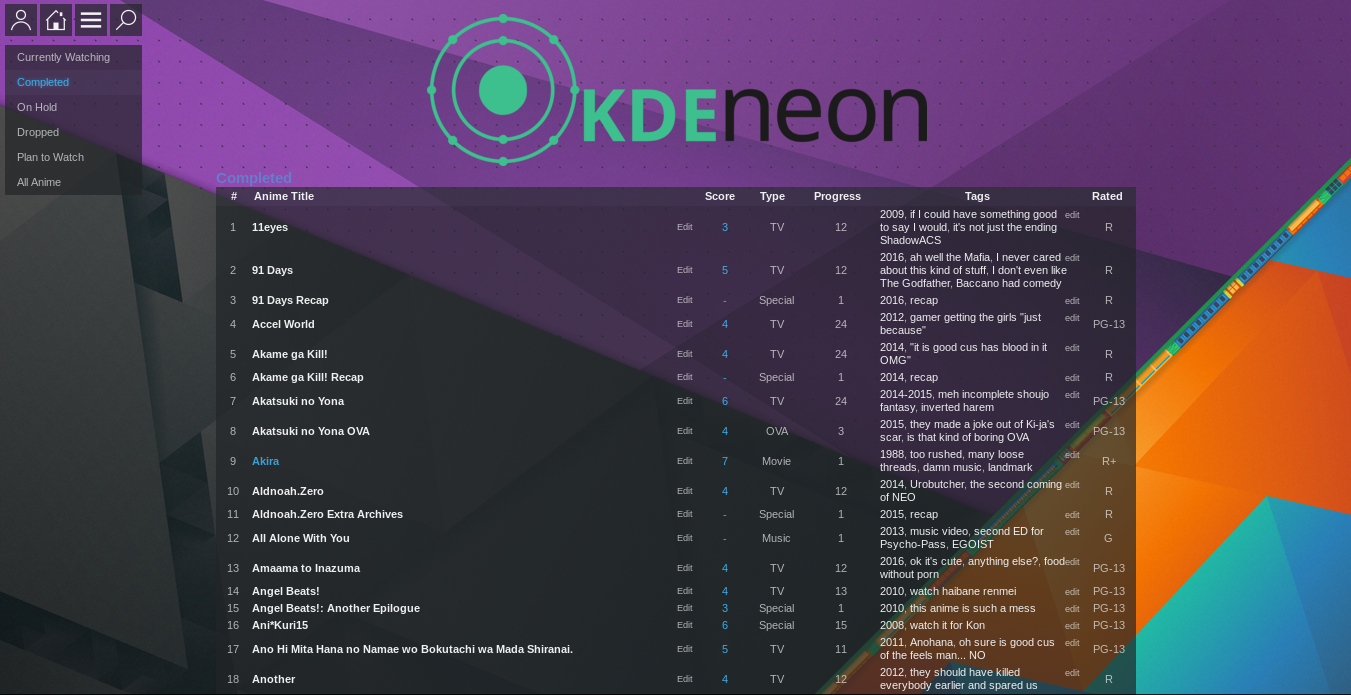 KDEneon
Currently Watching
Completed
On Hold
Dropped
Plan to Watch
All Anime
Completed
# Anime Title Score Type Progress Tags Rated
1 11eyes Edit 3 TV 12 2009, if I could have something good edit R
to say I would, it's not just the ending
ShadowACS
2 91 Days Edit 5 TV 12 2016, ah well the Mafia, I never cared edit R
about this kind of stuff, I don't even like
The Godfather, Baccano had comedy
3 91 Days Recap Edit - Special 1 2016, recap edit R
4 Accel World Edit 4 TV 24 2012, gamer getting the girls "just edit PG-13
because"
5 Akame ga Kill! Edit 4 TV 24 2014, "it is good cus has blood in it edit R
OMG"
6 Akame ga Kill! Recap Edit - Special 1 2014, recap edit R
7 Akatsuki no Yona Edit 6 TV 24 2014-2015, meh incomplete shoujo edit PG-13
fantasy, inverted harem
8 Akatsuki no Yona OVA Edit 4 OVA 3 2015, they made a joke out of Ki-ja's edit PG-13
scar, is that kind of boring OVA
9 Akira Edit 7 Movie 1 1988, too rushed, many loose edit R+
threads, damn music, landmark
10 Aldnoah.Zero Edit 4 TV 12 2014, Urobutcher, the second coming edit R
of NEO
11 Aldnoah.Zero Extra Archives Edit - Special 1 2015, recap edit R
12 All Alone With You Edit - Music 1 2013, music video, second ED for edit G
Psycho-Pass, EGOIST
13 Amaama to Inazuma Edit 4 TV 12 2016, ok it's cute, anything else?, food edit PG-13
without porn
14 Angel Beats! Edit 4 TV 13 2010, watch haibane renmei edit PG-13
15 Angel Beats!: Another Epilogue Edit 3 Special 1 2010, this anime is such a mess edit PG-13
16 Ani*Kuri15 Edit 6 Special 15 2008, watch it for Kon edit PG-13
17 Ano Hi Mita Hana no Namae wo Bokutachi wa Mada Shiranai. Edit 5 TV 11 2011, Anohana, oh sure is good cus edit PG-13
of the feels man... NO
18 Another Edit 4 TV 12 2012, they should have killed edit R
everybody earlier and spared us